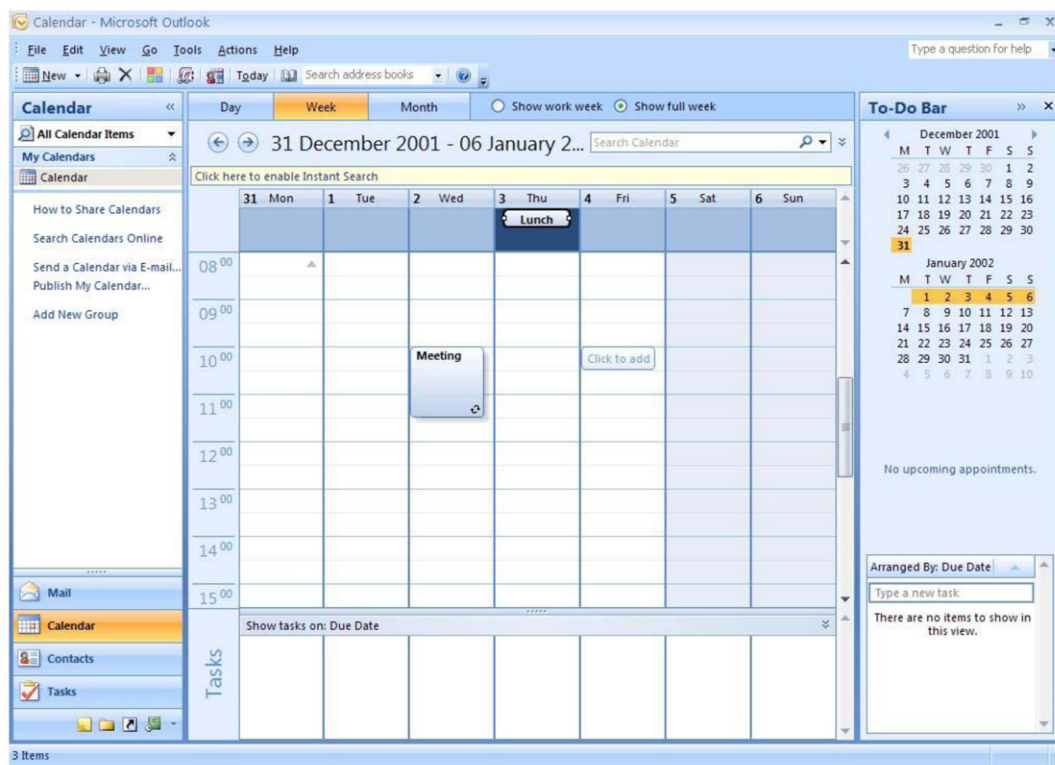 Calendar - Microsoft Outlook
File Edit View Go Tools Actions Help
Type a question for help
New Today Search address books
Calendar «
All Calendar Items
My Calendars
Calendar
How to Share Calendars
Search Calendars Online
Send a Calendar via E-mail...
Publish My Calendar...
Add New Group
Mail
Calendar
Contacts
Tasks
3 Items
Day Week Month Show work week Show full week
31 December 2001 - 06 January 2... Search Calendar
Click here to enable Instant Search
31 Mon 1 Tue 2 Wed 3 Thu 4 Fri 5 Sat 6 Sun
Lunch
08 00
09 00
10 00 Meeting Click to add
11 00
12 00
13 00
14 00
15 00
Show tasks on: Due Date
Tasks
To-Do Bar »
December 2001
M T W T F S S
26 27 28 29 30 1 2
3 4 5 6 7 8 9
10 11 12 13 14 15 16
17 18 19 20 21 22 23
24 25 26 27 28 29 30
31
January 2002
M T W T F S S
1 2 3 4 5 6
7 8 9 10 11 12 13
14 15 16 17 18 19 20
21 22 23 24 25 26 27
28 29 30 31 1 2 3
4 5 6 7 8 9 10
No upcoming appointments.
Arranged By: Due Date
Type a new task
There are no items to show in
this view.